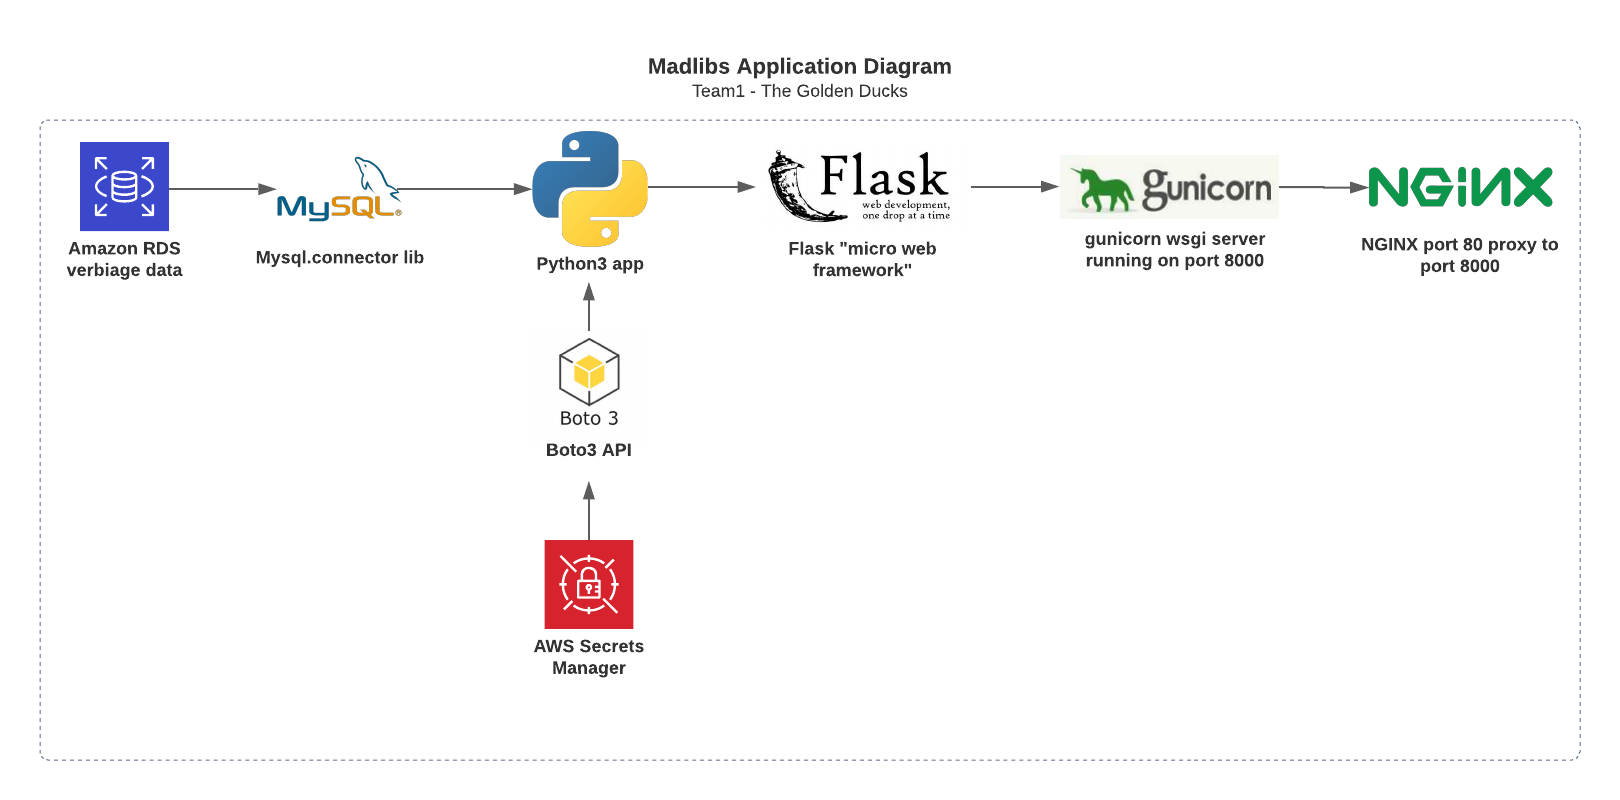 Madlibs Application Diagram
Team1 - The Golden Ducks
MySQL®
Flask
web development,
one drop at a time
gunicorn
NGINX
Amazon RDS
verbiage data
Mysql.connector lib
Python3 app
Flask "micro web
framework"
gunicorn wsgi server
running on port 8000
NGINX port 80 proxy to
port 8000
Boto 3
Boto3 API
AWS Secrets
Manager